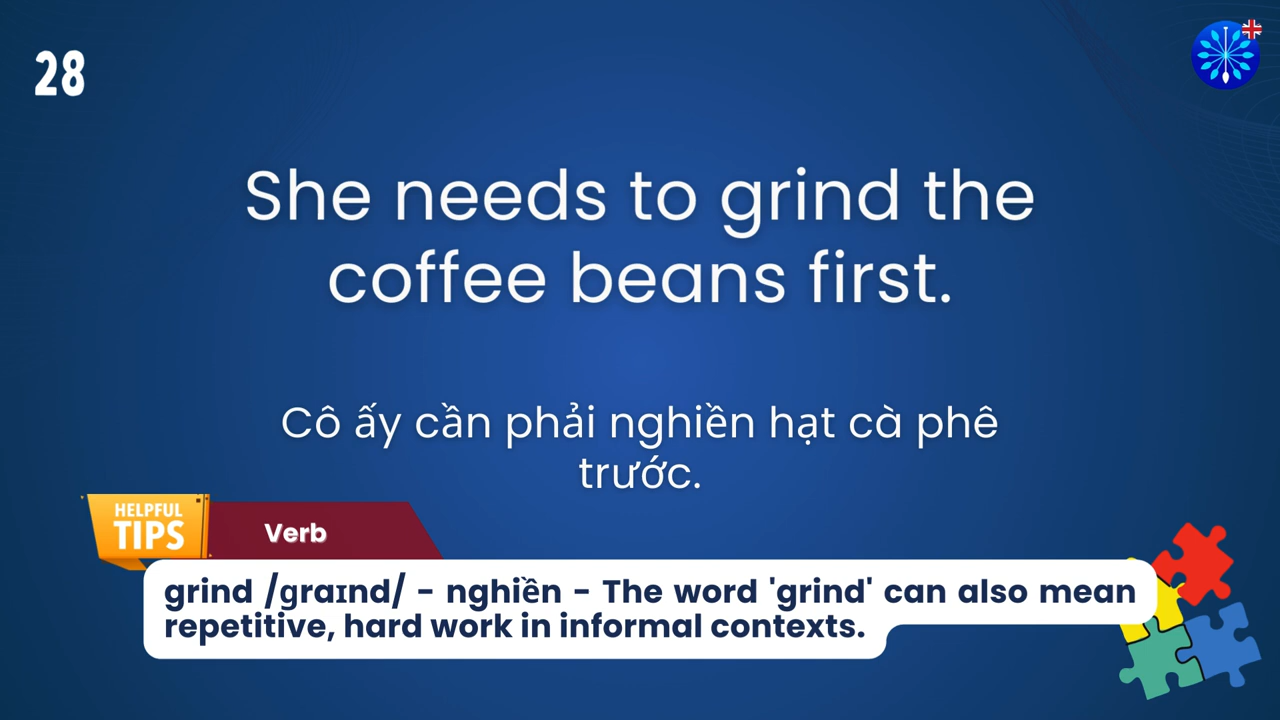 28
She needs to grind the
coffee beans first.
Cô ấy cần phải nghiền hạt cà phê
trước.
HELPFUL
TIPS
Verb
grind /ɡraɪnd/ - nghiền - The word 'grind' can also mean
repetitive, hard work in informal contexts.